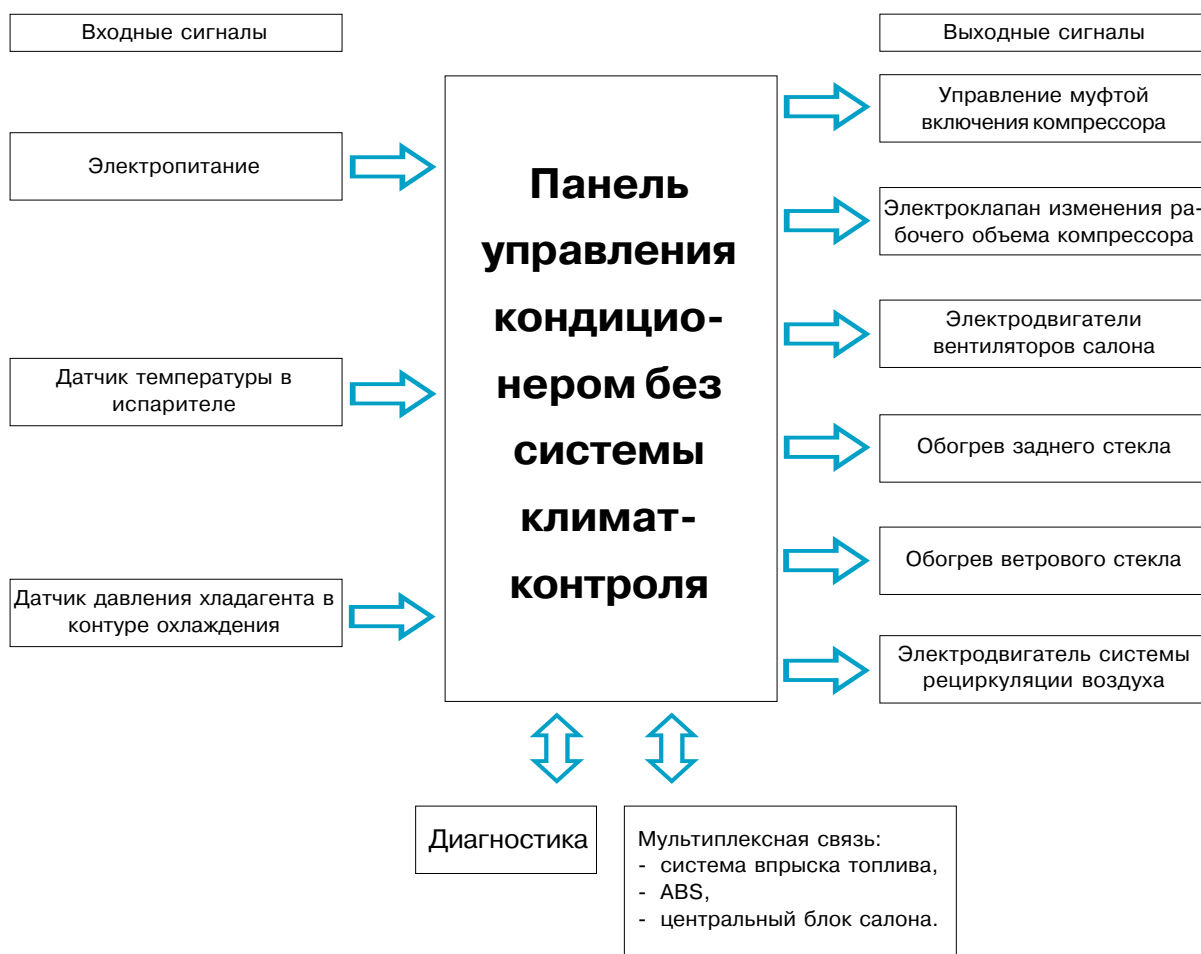 Входные сигналы
Выходные сигналы
Электропитание
Датчик температуры в
испарителе
Датчик давления хладагента в
контуре охлаждения
Панель
управления
кондицио-
нером без
системы
климат-
контроля
Управление муфтой
включения компрессора
Электроклапан изменения ра-
бочего объема компрессора
Электродвигатели
вентиляторов салона
Обогрев заднего стекла
Обогрев ветрового стекла
Электродвигатель системы
рециркуляции воздуха
Диагностика
Мультиплексная связь:
- система впрыска топлива,
- ABS,
- центральный блок салона.